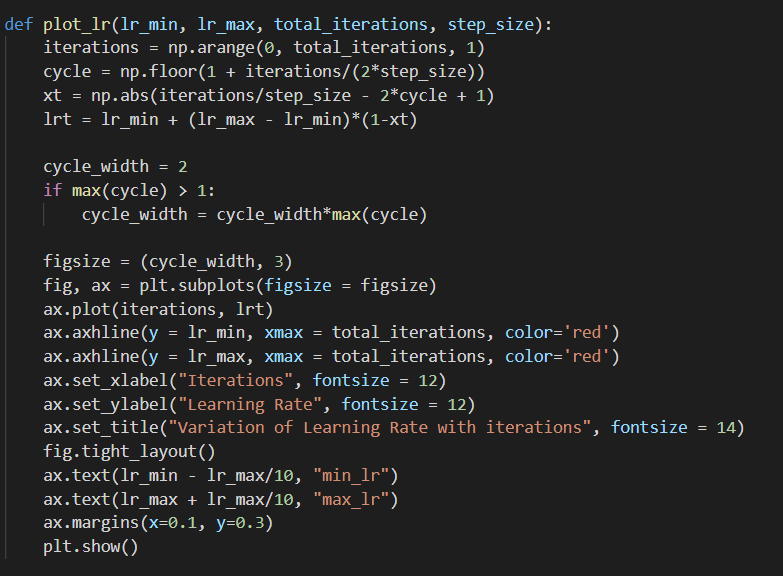 def plot_lr(lr_min, lr_max, total_iterations, step_size):
    iterations = np.arange(0, total_iterations, 1)
    cycle = np.floor(1 + iterations/(2*step_size))
    xt = np.abs(iterations/step_size - 2*cycle + 1)
    lrt = lr_min + (lr_max - lr_min)*(1-xt)

    cycle_width = 2
    if max(cycle) > 1:
        cycle_width = cycle_width*max(cycle)

    figsize = (cycle_width, 3)
    fig, ax = plt.subplots(figsize = figsize)
    ax.plot(iterations, lrt)
    ax.axhline(y = lr_min, xmax = total_iterations, color='red')
    ax.axhline(y = lr_max, xmax = total_iterations, color='red')
    ax.set_xlabel("Iterations", fontsize = 12)
    ax.set_ylabel("Learning Rate", fontsize = 12)
    ax.set_title("Variation of Learning Rate with iterations", fontsize = 14)
    fig.tight_layout()
    ax.text(lr_min - lr_max/10, "min_lr")
    ax.text(lr_max + lr_max/10, "max_lr")
    ax.margins(x=0.1, y=0.3)
    plt.show()